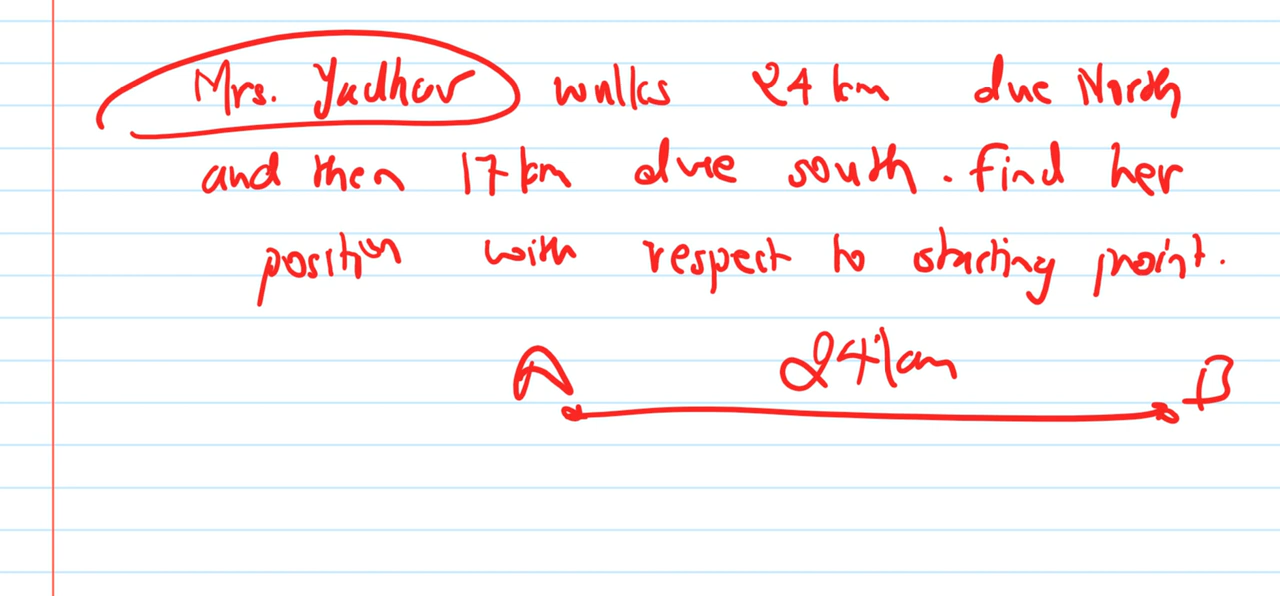 Mrs. Yadhav walks 24 km due North
and then 17 km due south. find her
position with respect to starting point.
A 24 km B